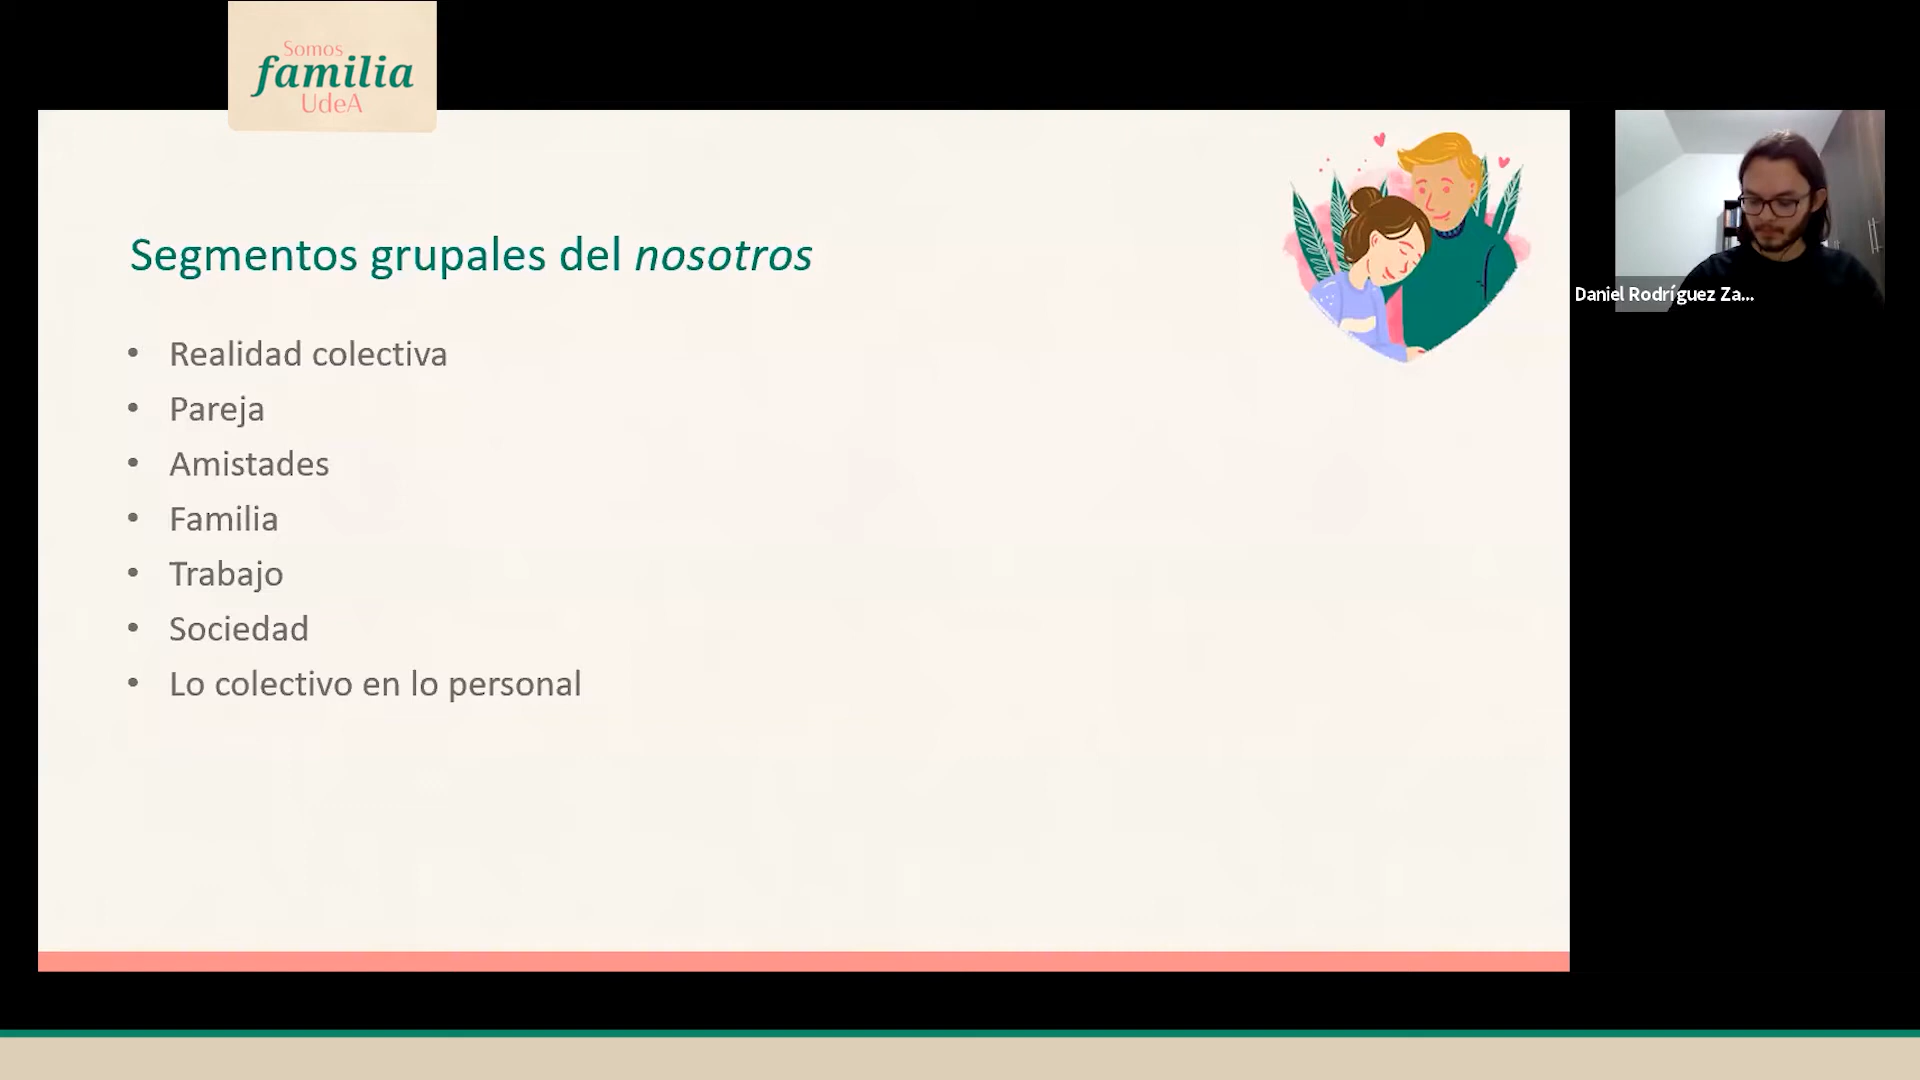 Somos
familia
UdeA
Segmentos grupales del nosotros
• Realidad colectiva
• Pareja
• Amistades
• Familia
• Trabajo
• Sociedad
• Lo colectivo en lo personal
Daniel Rodríguez Za...